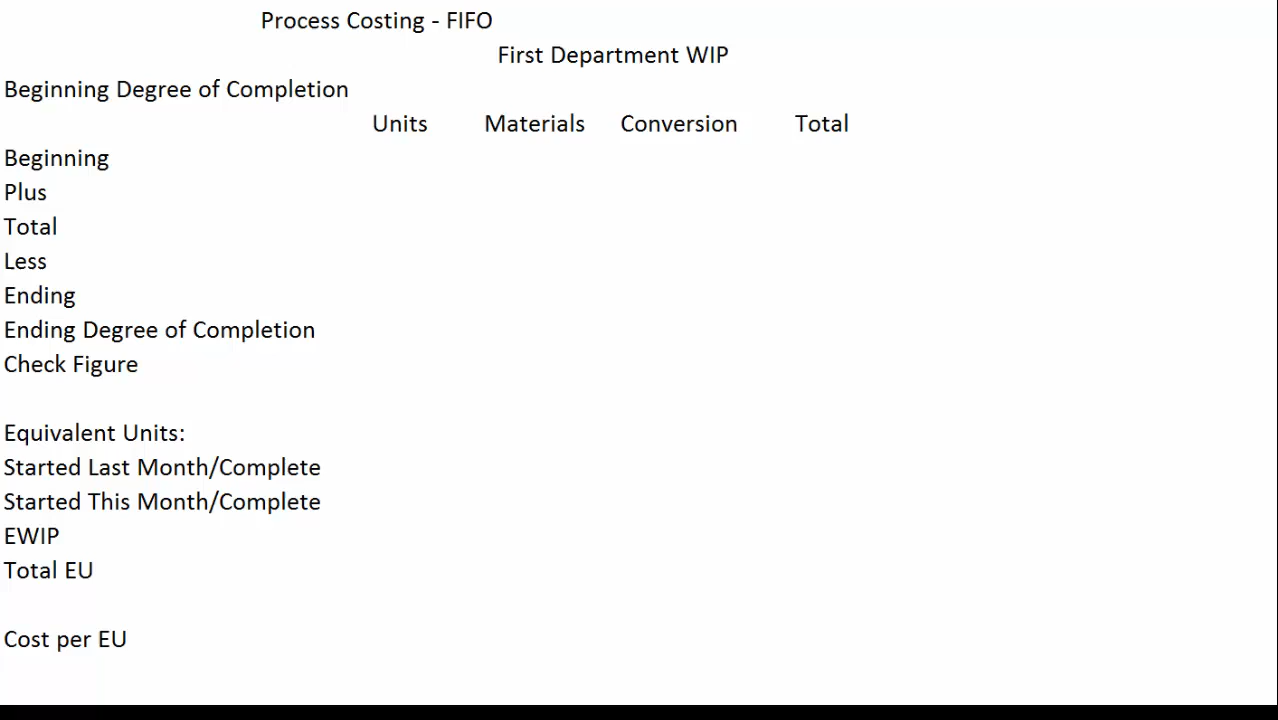 Process Costing - FIFO
First Department WIP
Beginning Degree of Completion
Units Materials Conversion Total
Beginning
Plus
Total
Less
Ending
Ending Degree of Completion
Check Figure
Equivalent Units:
Started Last Month/Complete
Started This Month/Complete
EWIP
Total EU
Cost per EU